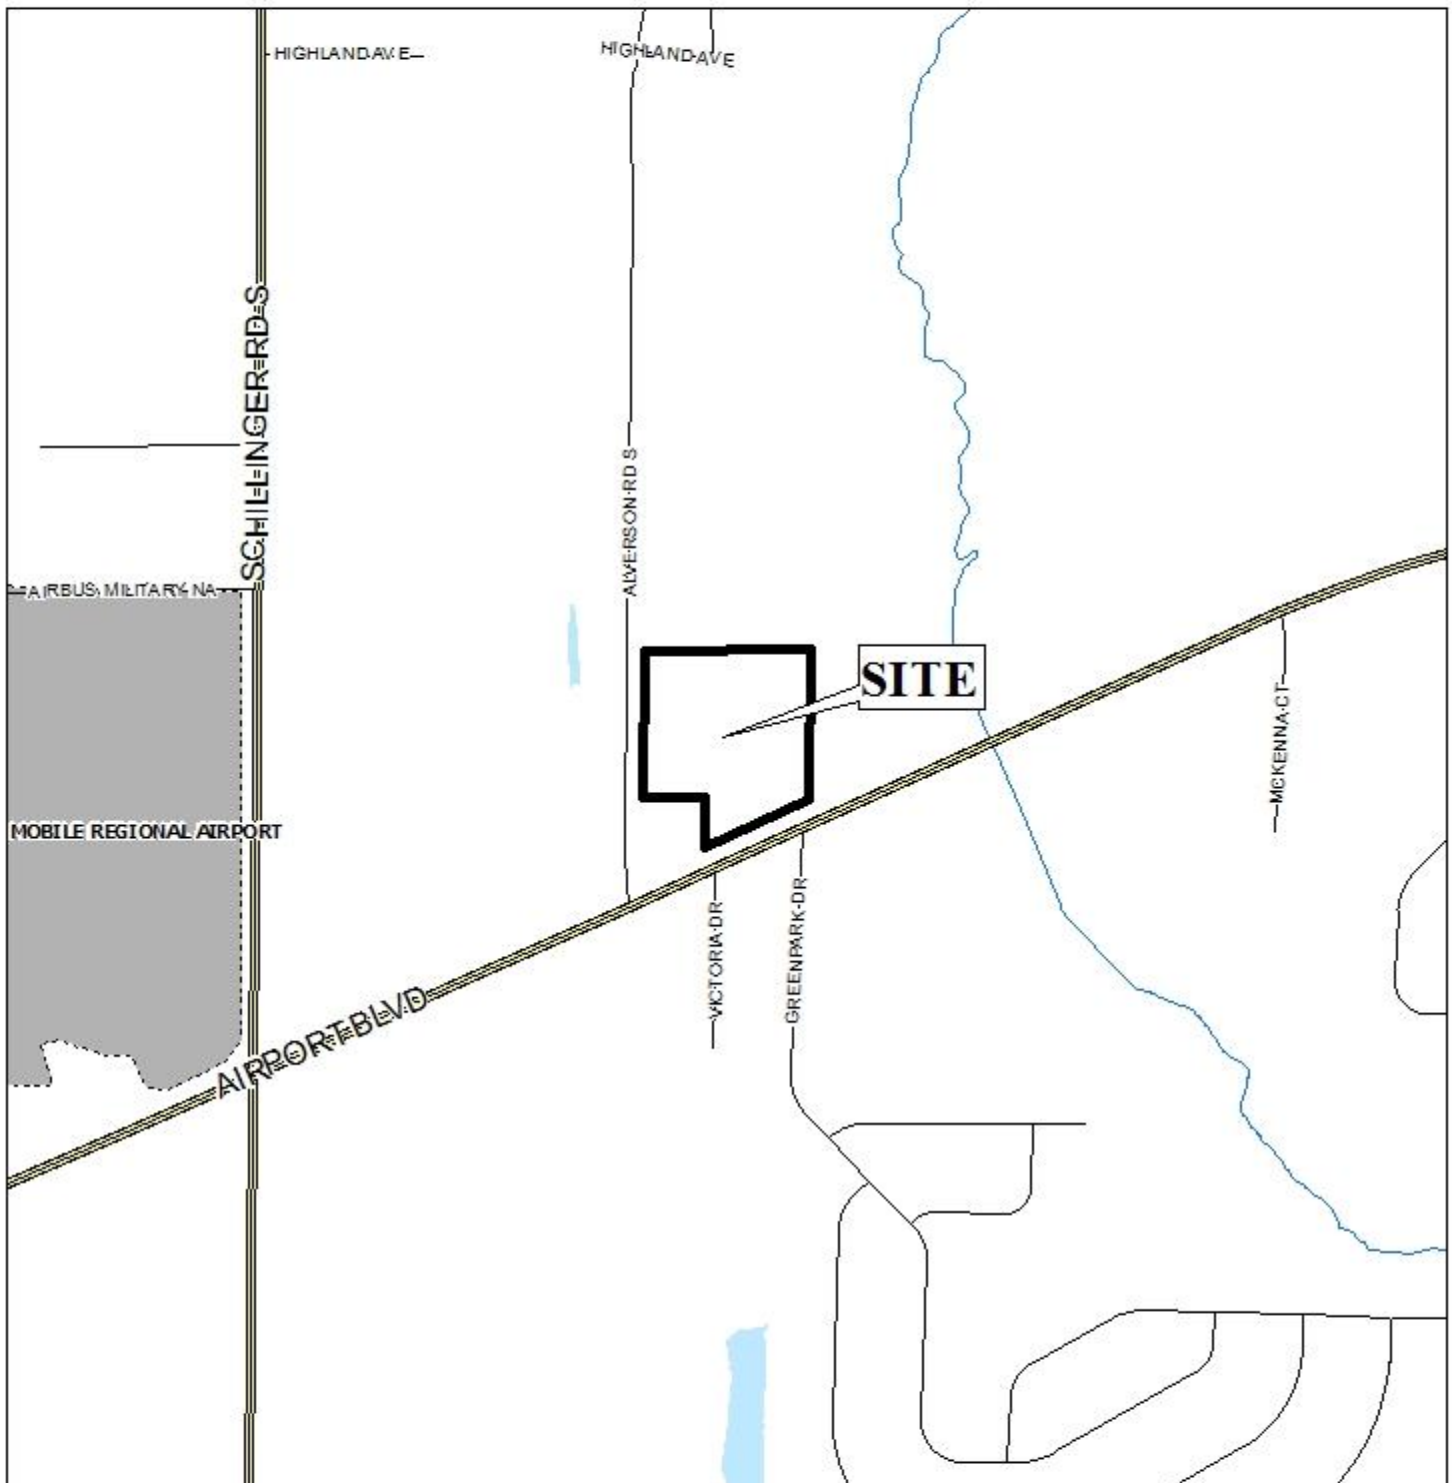 HIGHLAND AVE
HIGHLAND AVE
SCHILLINGER RD S
ALVERSON RD S
AIRBUS MILITARY NA
SITE
MCKENNA CT
MOBILE REGIONAL AIRPORT
VICTORIA DR
GREENPARK DR
AIRPORT BLVD